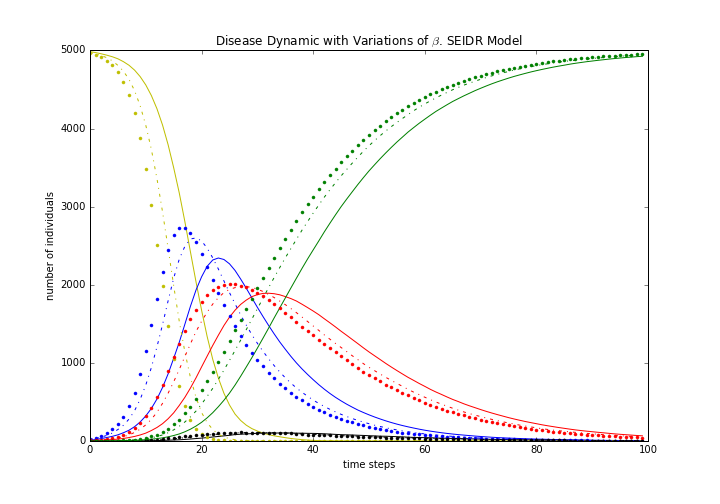 Disease Dynamic with Variations of β. SEIDR Model
5000
4000
3000
2000
1000
0
number of individuals
0 20 40 60 80 100
time steps